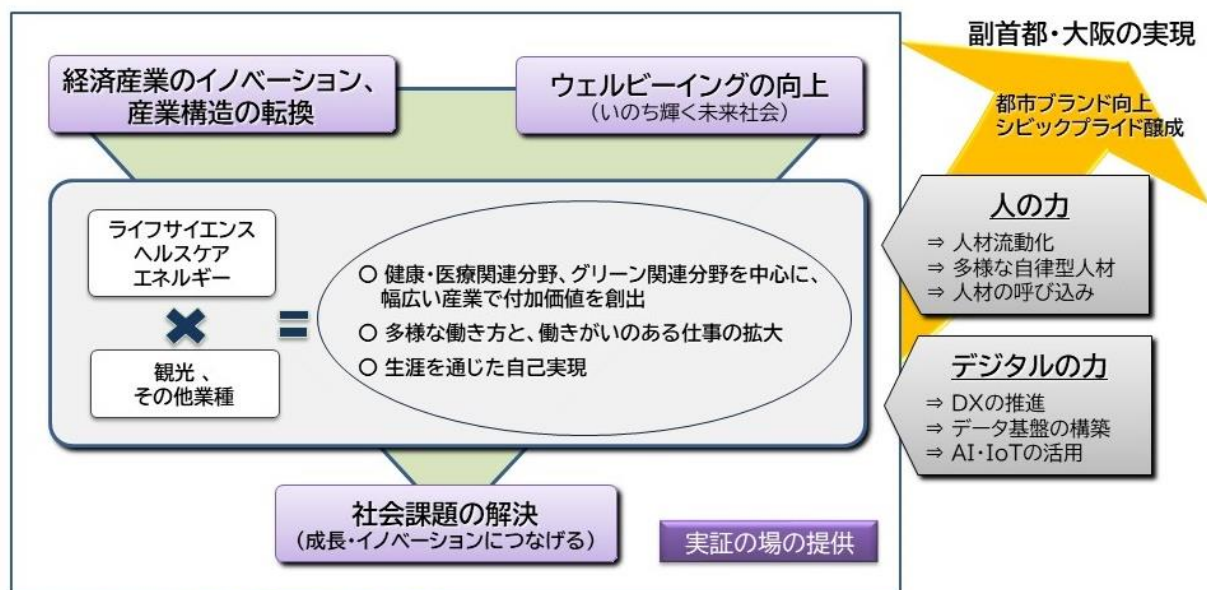 副首都・大阪の実現
経済産業のイノベーション、
産業構造の転換
ウェルビーイングの向上
（いのち輝く未来社会）
都市ブランド向上
シビックプライド醸成
ライフサイエンス
ヘルスケア
エネルギー
観光 、
その他業種
○ 健康・医療関連分野、グリーン関連分野を中心に、
幅広い産業で付加価値を創出
○ 多様な働き方と、働きがいのある仕事の拡大
○ 生涯を通じた自己実現
人の力
⇒ 人材流動化
⇒ 多様な自律型人材
⇒ 人材の呼び込み
デジタルの力
⇒ DXの推進
⇒ データ基盤の構築
⇒ AI・IoTの活用
社会課題の解決
（成長・イノベーションにつなげる）
実証の場の提供